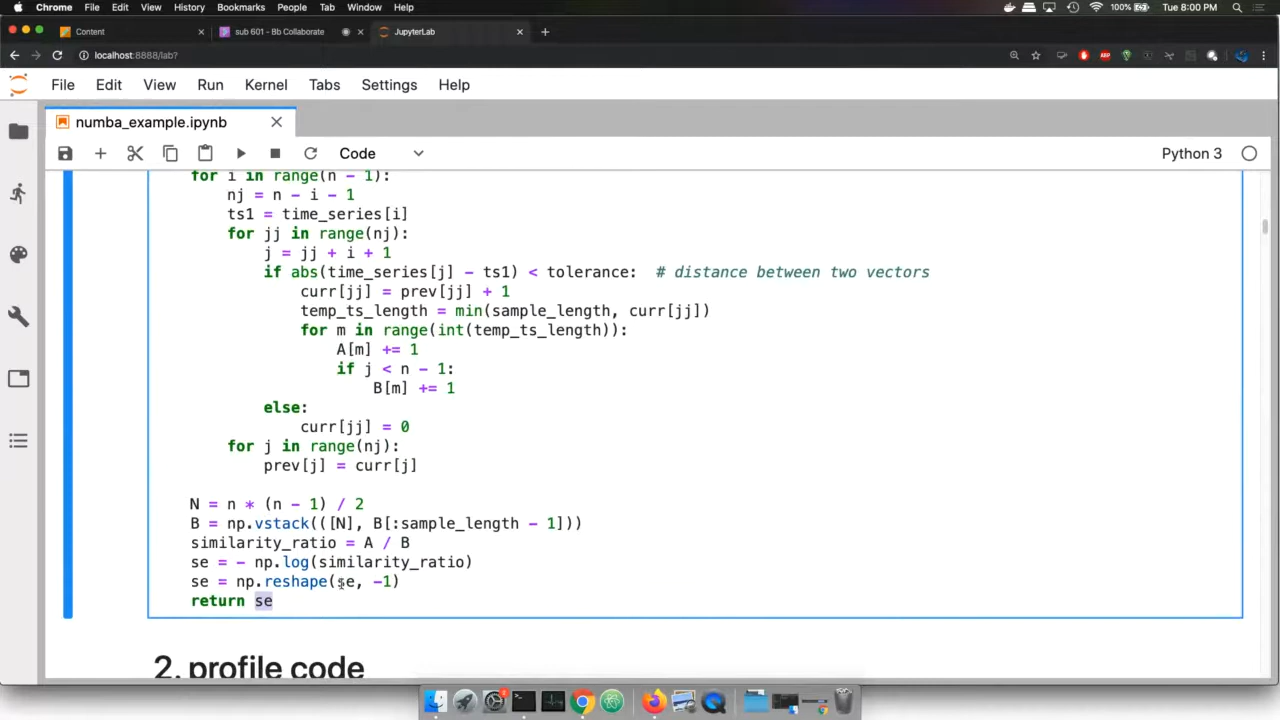 Chrome File Edit View History Bookmarks People Tab Window Help 100% Tue 8:00 PM
Content sub 601 - Bb Collaborate JupyterLab
localhost:8888/lab?
File Edit View Run Kernel Tabs Settings Help
numba_example.ipynb
Code Python 3
for i in range(n - 1):
nj = n - i - 1
ts1 = time_series[i]
for jj in range(nj):
j = jj + i + 1
if abs(time_series[j] - ts1) < tolerance:  # distance between two vectors
curr[jj] = prev[jj] + 1
temp_ts_length = min(sample_length, curr[jj])
for m in range(int(temp_ts_length)):
A[m] += 1
if j < n - 1:
B[m] += 1
else:
curr[jj] = 0
for j in range(nj):
prev[j] = curr[j]
N = n * (n - 1) / 2
B = np.vstack(([N], B[:sample_length - 1]))
similarity_ratio = A / B
se = - np.log(similarity_ratio)
se = np.reshape(se, -1)
return se
2. profile code